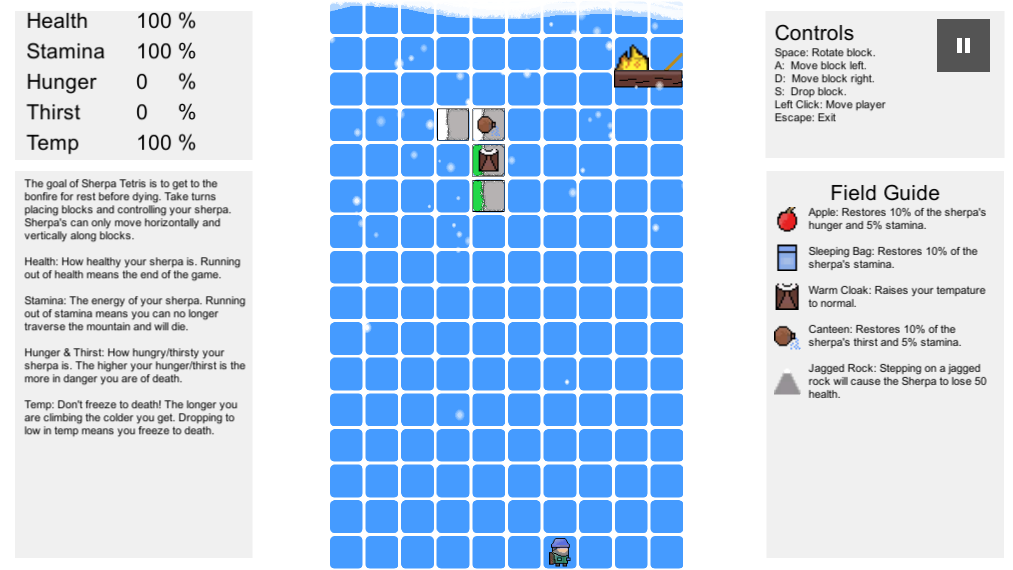 Health 100 %
Stamina 100 %
Hunger 0 %
Thirst 0 %
Temp 100 %
The goal of Sherpa Tetris is to get to the
bonfire for rest before dying. Take turns
placing blocks and controlling your sherpa.
Sherpa's can only move horizontally and
vertically along blocks.
Health: How healthy your sherpa is. Running
out of health means the end of the game.
Stamina: The energy of your sherpa. Running
out of stamina means you can no longer
traverse the mountain and will die.
Hunger & Thirst: How hungry/thirsty your
sherpa is. The higher your hunger/thirst is the
more in danger you are of death.
Temp: Don't freeze to death! The longer you
are climbing the colder you get. Dropping to
low in temp means you freeze to death.
Controls
Space: Rotate block.
A: Move block left.
D: Move block right.
S: Drop block.
Left Click: Move player
Escape: Exit
Field Guide
Apple: Restores 10% of the sherpa's
hunger and 5% stamina.
Sleeping Bag: Restores 10% of the
sherpa's stamina.
Warm Cloak: Raises your tempature
to normal.
Canteen: Restores 10% of the
sherpa's thirst and 5% stamina.
Jagged Rock: Stepping on a jagged
rock will cause the Sherpa to lose 50
health.